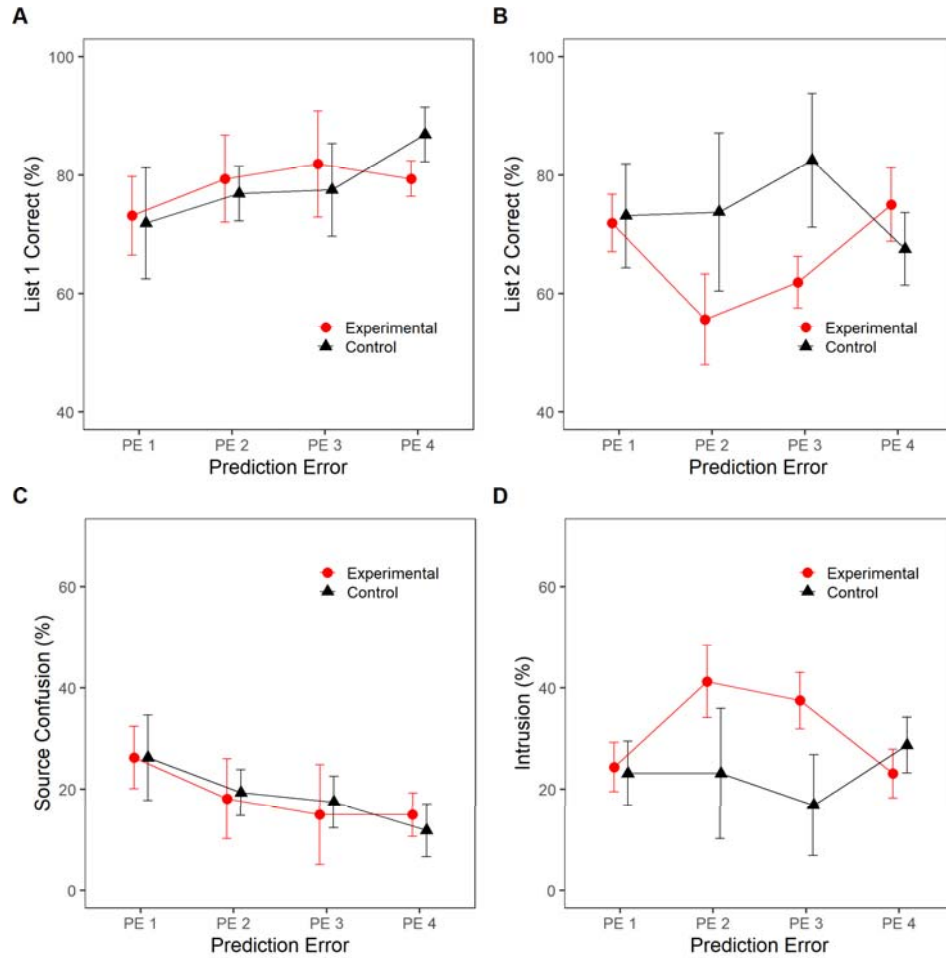 A
List 1 Correct (%)
100
80
60
40
Experimental
Control
PE 1 PE 2 PE 3 PE 4
Prediction Error
B
List 2 Correct (%)
100
80
60
40
Experimental
Control
PE 1 PE 2 PE 3 PE 4
Prediction Error
C
Source Confusion (%)
60
40
20
0
Experimental
Control
PE 1 PE 2 PE 3 PE 4
Prediction Error
D
Intrusion (%)
60
40
20
0
Experimental
Control
PE 1 PE 2 PE 3 PE 4
Prediction Error